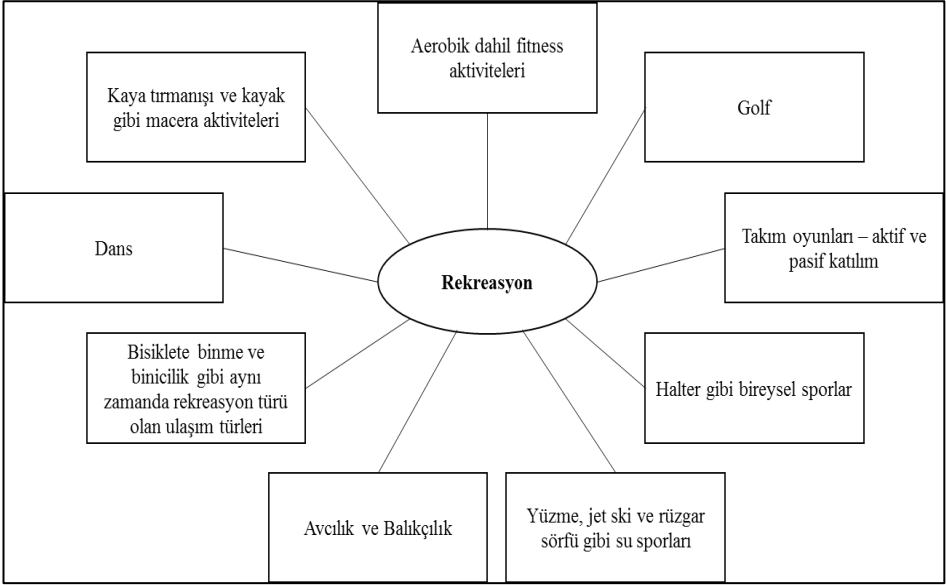 Aerobik dahil fitness
aktiviteleri
Kaya tırmanışı ve kayak
gibi macera aktiviteleri
Golf
Dans
Takım oyunları – aktif ve
pasif katılım
Rekreasyon
Bisiklete binme ve
binicilik gibi aynı
zamanda rekreasyon türü
olan ulaşım türleri
Halter gibi bireysel sporlar
Avcılık ve Balıkçılık
Yüzme, jet ski ve rüzgar
sörfü gibi su sporları